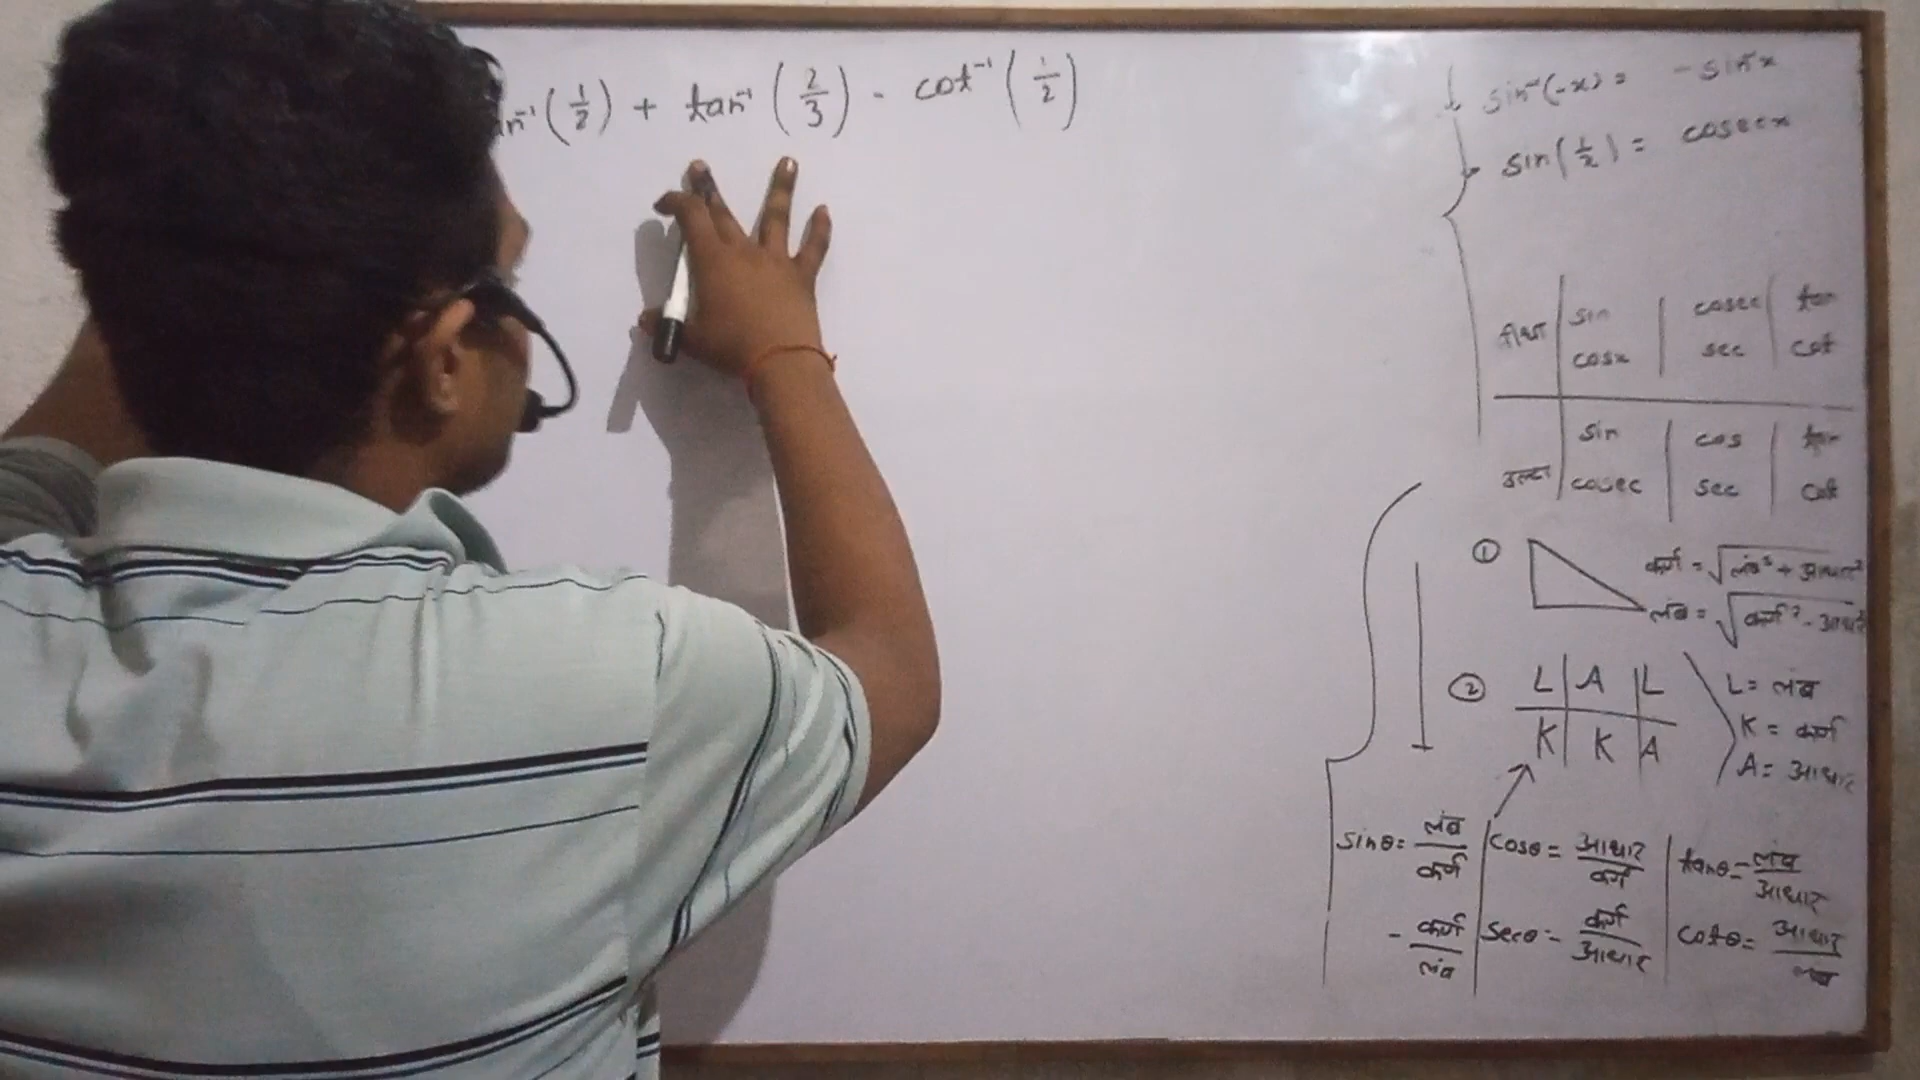 an⁻¹(1/2) + tan⁻¹(2/3) - cot⁻¹(1/2)
sin⁻¹(-x) = -sin⁻¹x
sin(1/x) = cosecx
sin | cosec | tan
cosx | sec | cot
उल्टा
sin | cos | tan
cosec | sec | cot
① कर्ण = √लंब² + आधार²
लंब = √कर्ण² - आधार²
② L | A | L
K | K | A
L = लंब
K = कर्ण
A = आधार
sinθ = लंब/कर्ण | cosθ = आधार/कर्ण | tanθ = लंब/आधार
- कर्ण/लंब | secθ - कर्ण/आधार | cotθ = आधार/लंब